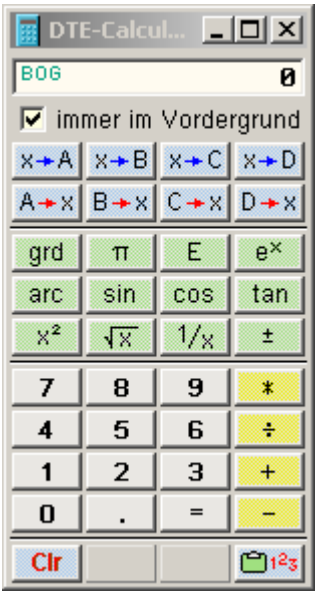 DTE-Calcul...
BOG 0
immer im Vordergrund
x→A x→B x→C x→D
A→x B→x C→x D→x
grd π E eˣ
arc sin cos tan
x² √x 1/x ±
7 8 9 *
4 5 6 ÷
1 2 3 +
0 . = −
Clr 1²3